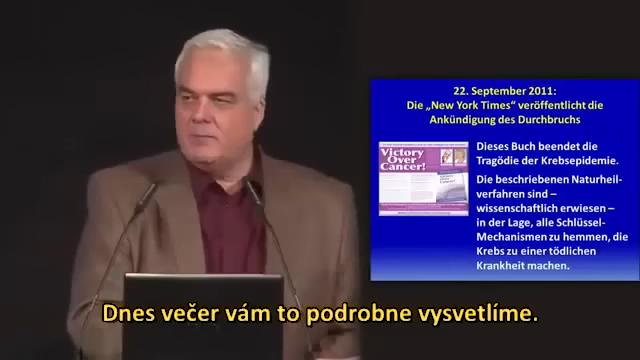 22. September 2011:
Die „New York Times“ veröffentlicht die
Ankündigung des Durchbruchs
Victory
Over
Cancer!
Dieses Buch beendet die
Tragödie der Krebsepidemie.
Die beschriebenen Naturheil-
verfahren sind –
wissenschaftlich erwiesen –
in der Lage, alle Schlüssel-
Mechanismen zu hemmen, die
Krebs zu einer tödlichen
Krankheit machen.
Dnes večer vám to podrobne vysvetlíme.